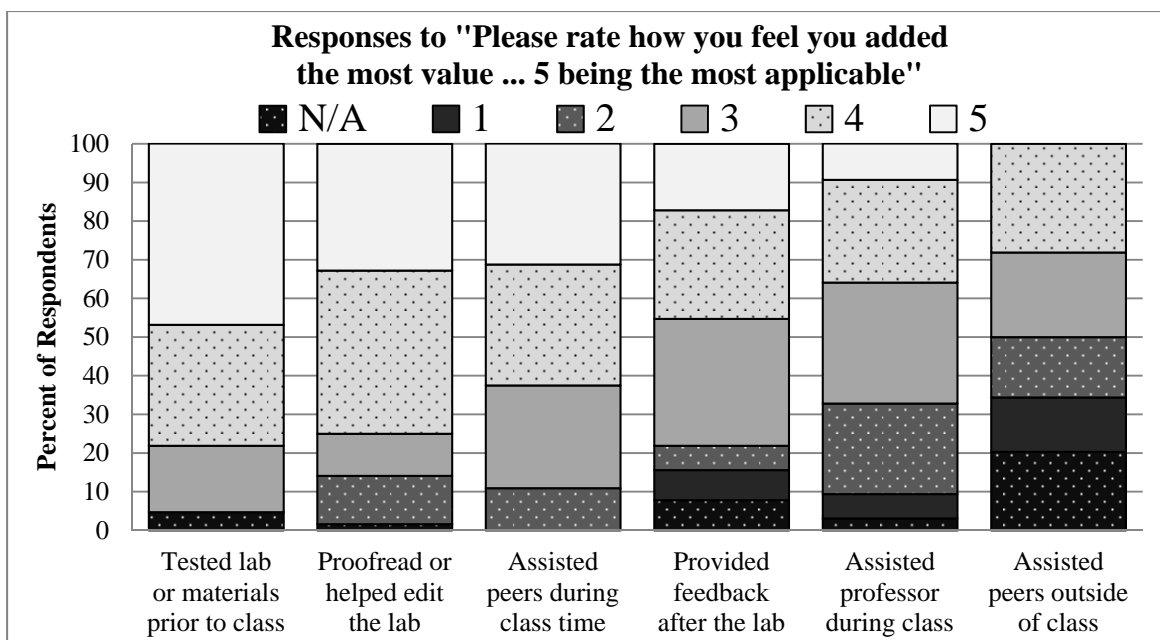 Responses to "Please rate how you feel you added
the most value ... 5 being the most applicable"
N/A 1 2 3 4 5
100
90
80
70
60
50
40
30
20
10
0
Percent of Respondents
Tested lab
or materials
prior to class
Proofread or
helped edit
the lab
Assisted
peers during
class time
Provided
feedback
after the lab
Assisted
professor
during class
Assisted
peers outside
of class